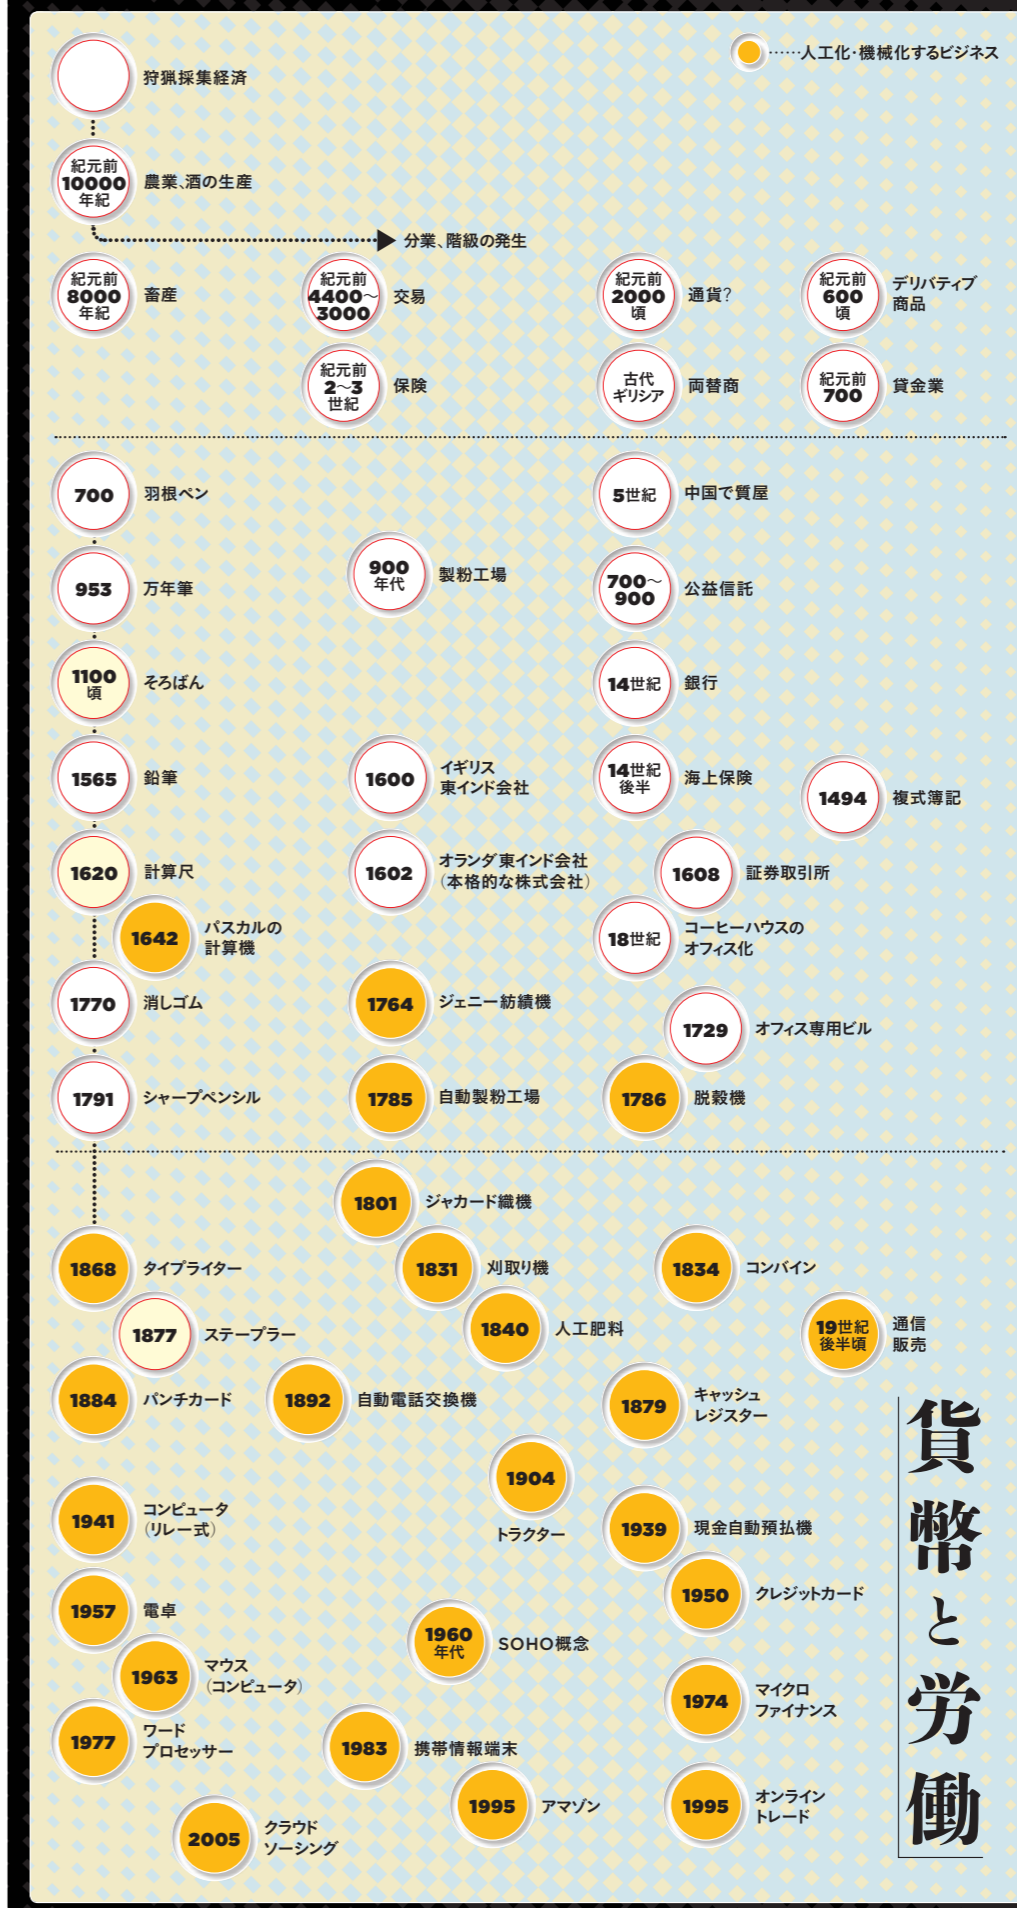 ……人工化・機械化するビジネス
狩猟採集経済
紀元前
10000
年紀
農業、酒の生産
分業、階級の発生
紀元前
8000
年紀
畜産
紀元前
4400〜
3000
交易
紀元前
2000
頃
通貨?
紀元前
600
頃
デリバティブ
商品
紀元前
2〜3
世紀
保険
古代
ギリシア
両替商
紀元前
700
貸金業
700
羽根ペン
5世紀
中国で質屋
900
年代
製粉工場
953
万年筆
700〜
900
公益信託
1100
頃
そろばん
14世紀
銀行
1565
鉛筆
1600
イギリス
東インド会社
14世紀
後半
海上保険
1494
複式簿記
1620
計算尺
1602
オランダ東インド会社
(本格的な株式会社)
1608
証券取引所
1642
パスカルの
計算機
18世紀
コーヒーハウスの
オフィス化
1770
消しゴム
1764
ジェニー紡績機
1729
オフィス専用ビル
1791
シャープペンシル
1785
自動製粉工場
1786
脱穀機
1801
ジャカード織機
1868
タイプライター
1831
刈取り機
1834
コンバイン
1877
ステープラー
1840
人工肥料
19世紀
後半頃
通信
販売
1884
パンチカード
1892
自動電話交換機
1879
キャッシュ
レジスター
1904
トラクター
1941
コンピュータ
(リレー式)
1939
現金自動預払機
1950
クレジットカード
1957
電卓
1960
年代
SOHO概念
1963
マウス
(コンピュータ)
1974
マイクロ
ファイナンス
1977
ワード
プロセッサー
1983
携帯情報端末
1995
アマゾン
1995
オンライン
トレード
2005
クラウド
ソーシング
貨幣と労働